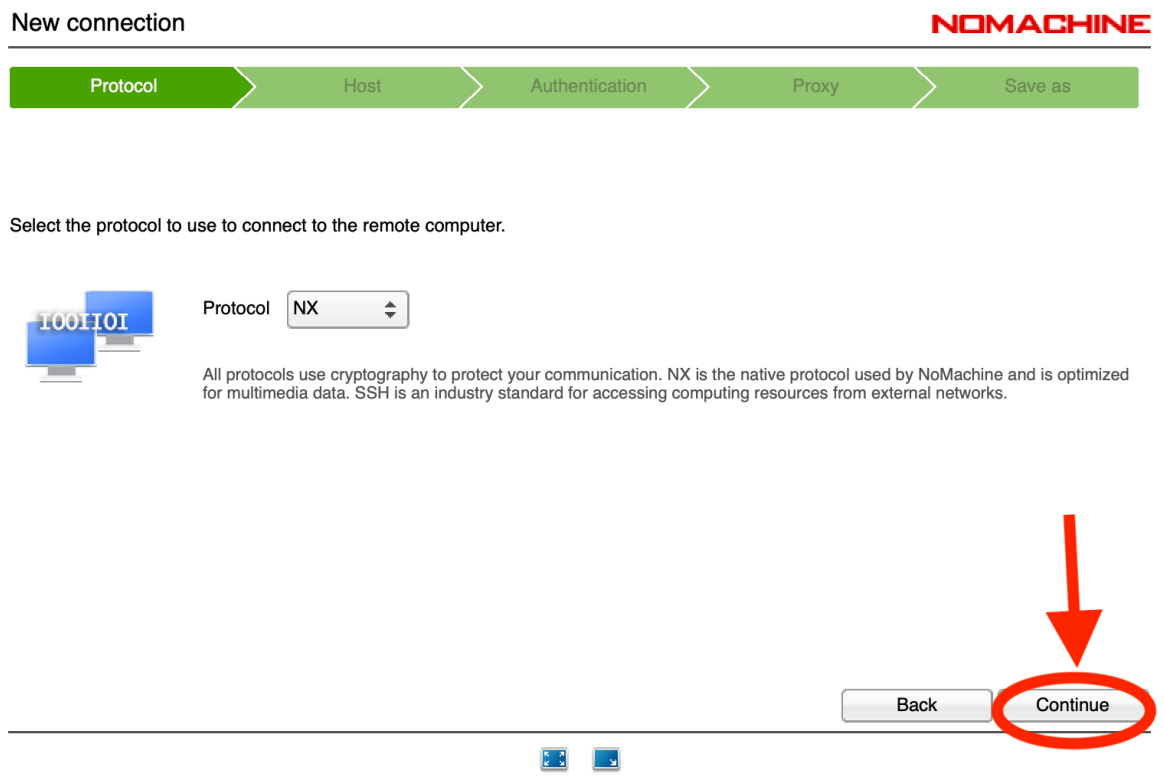 New connection
NOMACHINE
Protocol
Host
Authentication
Proxy
Save as
Select the protocol to use to connect to the remote computer.
IOOIIOI
Protocol
NX
All protocols use cryptography to protect your communication. NX is the native protocol used by NoMachine and is optimized
for multimedia data. SSH is an industry standard for accessing computing resources from external networks.
Back
Continue